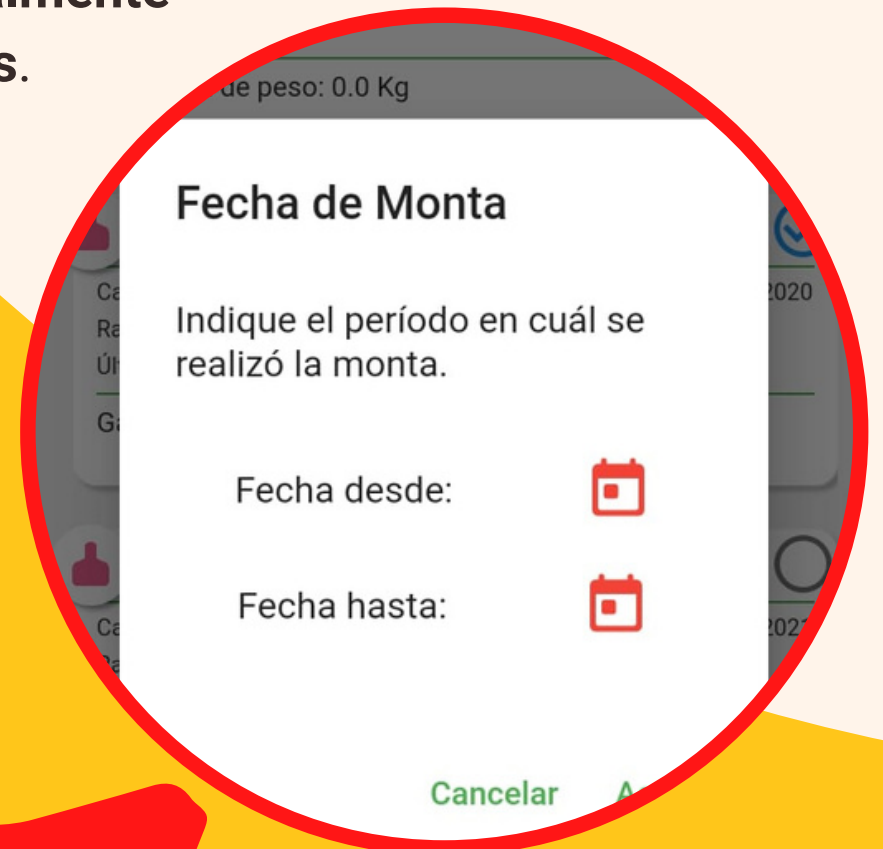 s.
de peso: 0.0 Kg
Fecha de Monta
2020
Indique el período en cuál se
realizó la monta.
Fecha desde:
Fecha hasta:
Cancelar